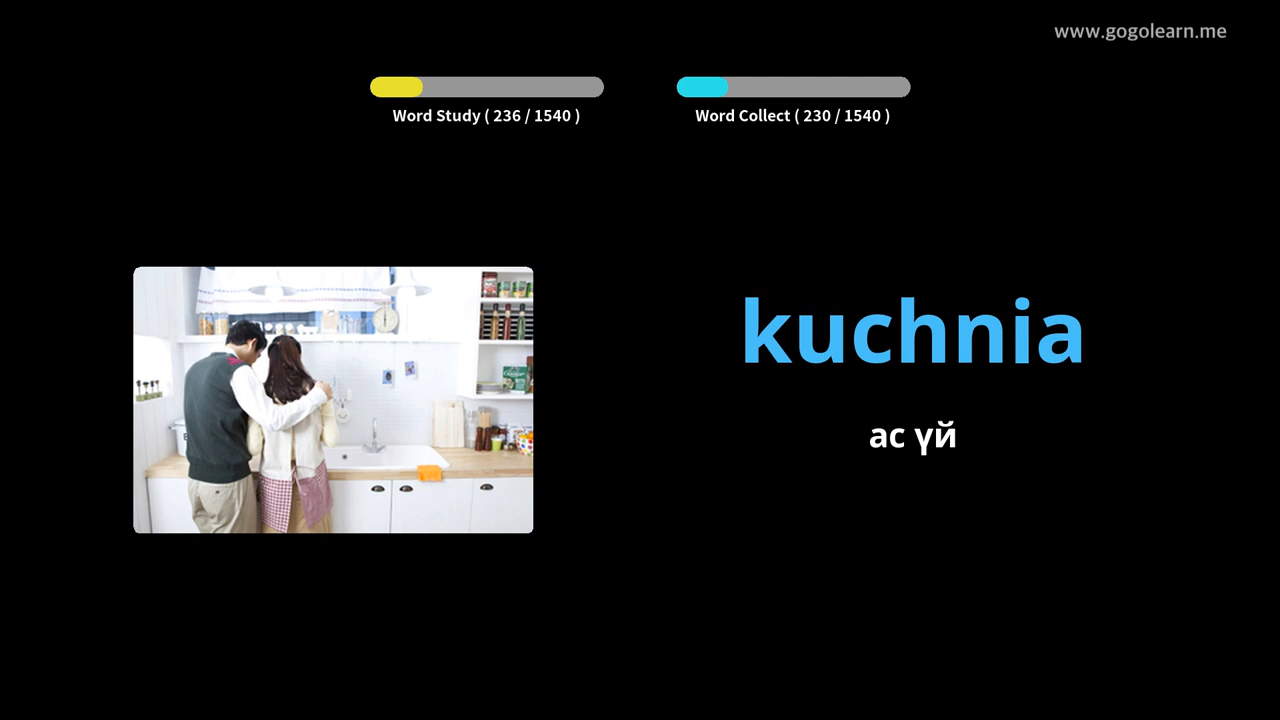 www.gogolearn.me
Word Study ( 236 / 1540 )
Word Collect ( 230 / 1540 )
kuchnia
ас үй